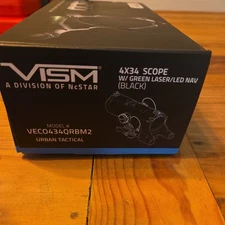 VISM
A DIVISION OF NcSTAR
4X34 SCOPE
W/ GREEN LASER/LED NAV
(BLACK)
MODEL #
VECO434QRBM2
URBAN TACTICAL